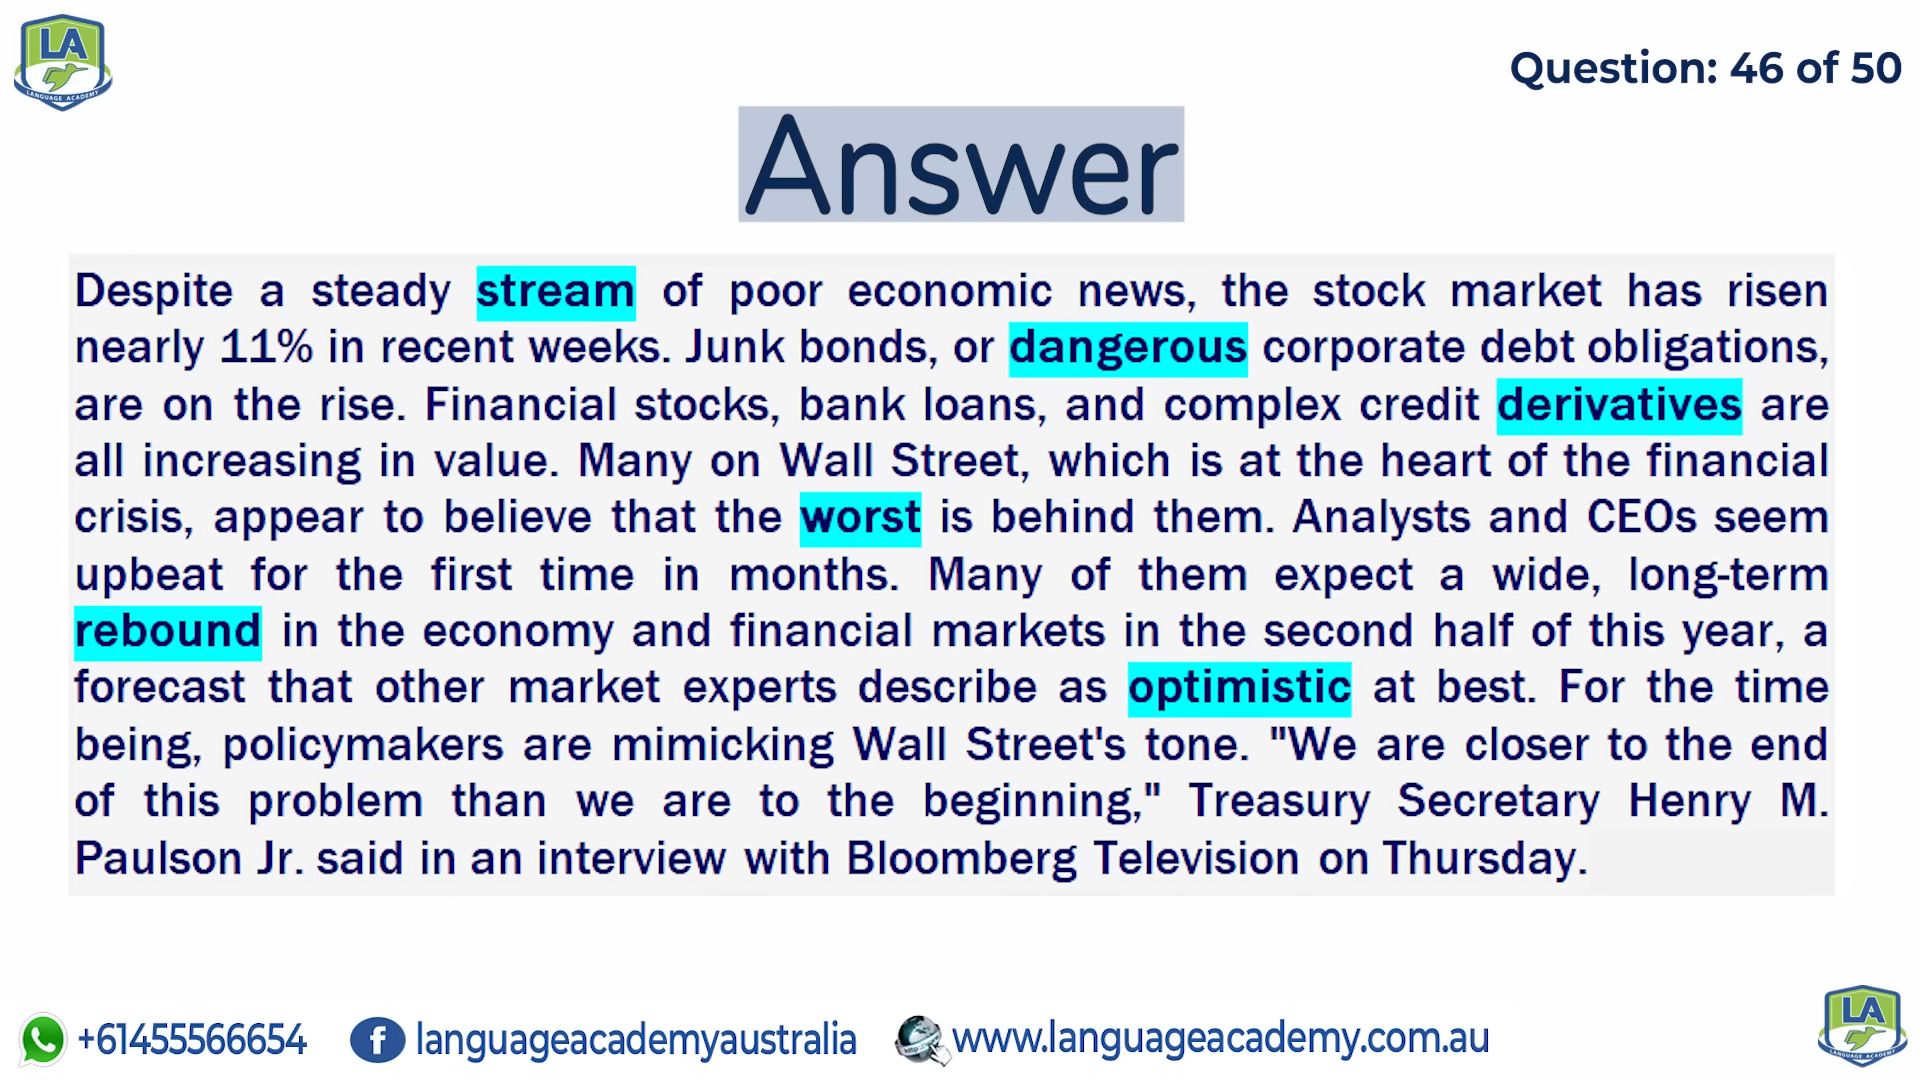 LA
LANGUAGE ACADEMY
Question: 46 of 50
Answer
Despite a steady stream of poor economic news, the stock market has risen
nearly 11% in recent weeks. Junk bonds, or dangerous corporate debt obligations,
are on the rise. Financial stocks, bank loans, and complex credit derivatives are
all increasing in value. Many on Wall Street, which is at the heart of the financial
crisis, appear to believe that the worst is behind them. Analysts and CEOs seem
upbeat for the first time in months. Many of them expect a wide, long-term
rebound in the economy and financial markets in the second half of this year, a
forecast that other market experts describe as optimistic at best. For the time
being, policymakers are mimicking Wall Street's tone. "We are closer to the end
of this problem than we are to the beginning," Treasury Secretary Henry M.
Paulson Jr. said in an interview with Bloomberg Television on Thursday.
+61455566654
f languageacademyaustralia
http://
www.languageacademy.com.au
LA
LANGUAGE ACADEMY